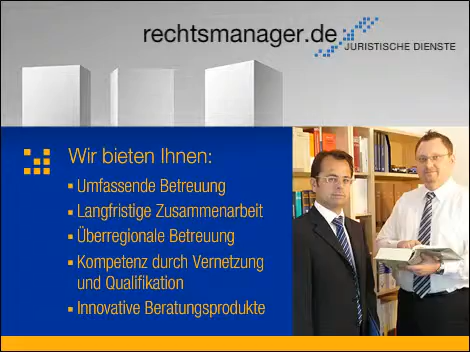 rechtsmanager.de
JURISTISCHE DIENSTE
Wir bieten Ihnen:
Umfassende Betreuung
Langfristige Zusammenarbeit
Überregionale Betreuung
Kompetenz durch Vernetzung
und Qualifikation
Innovative Beratungsprodukte